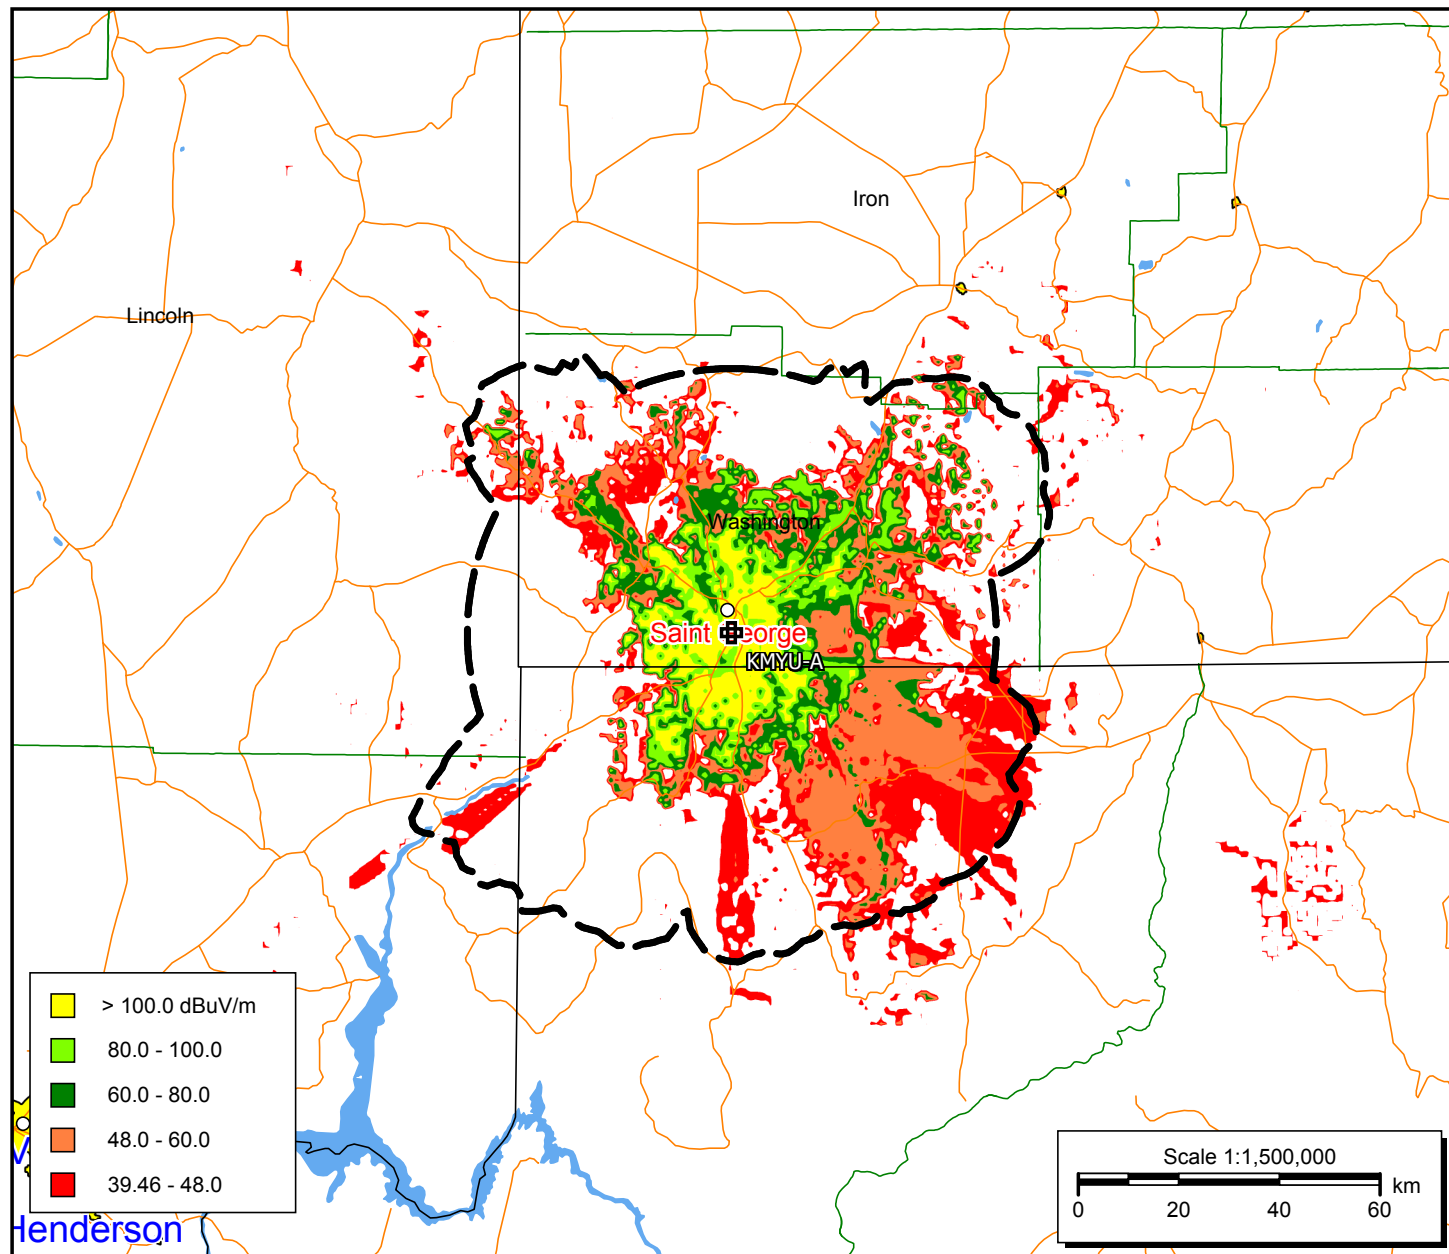 Iron
Lincoln
Washington
Saint George
KMYU-A
> 100.0 dBuV/m
80.0 - 100.0
60.0 - 80.0
48.0 - 60.0
39.46 - 48.0
Scale 1:1,500,000
km
0 20 40 60
Henderson